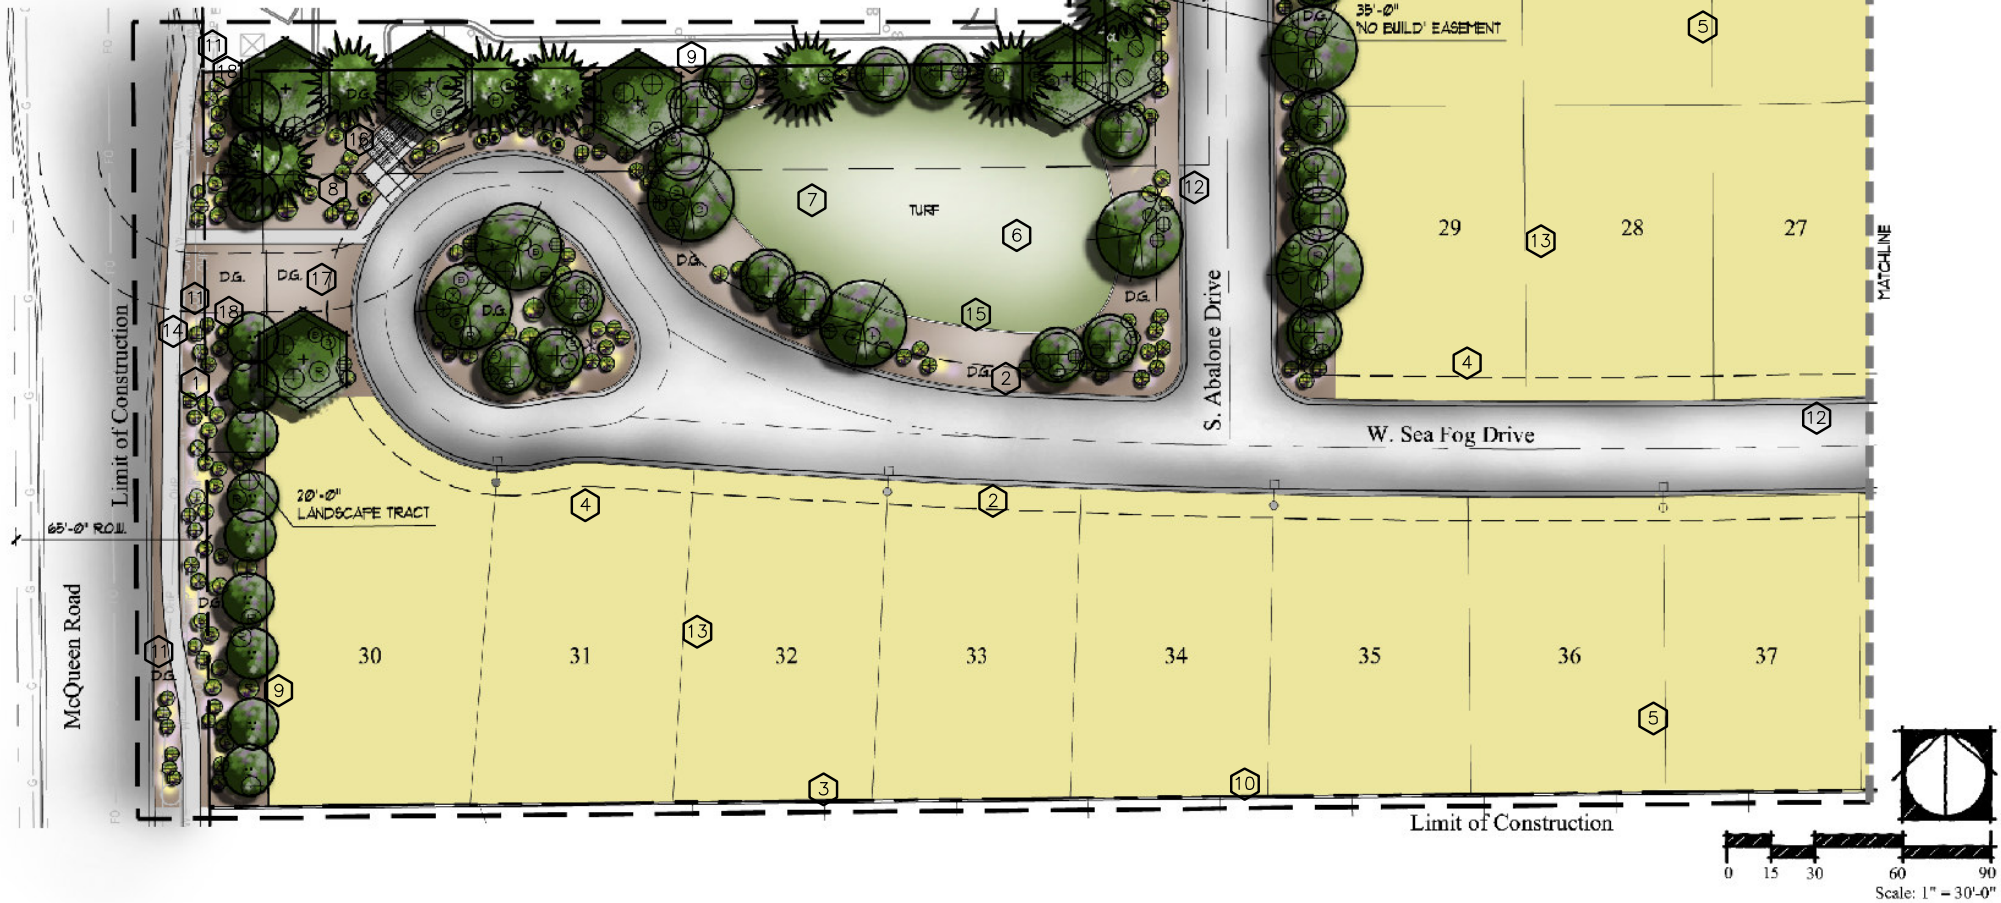 35'-0"
'NO BUILD' EASEMENT
5
11
18
9
D.G.
D.G.
16
8
7
TURF
6
12
29
13
28
27
MATCHLINE
D.G.
D.G.
17
D.G.
D.G.
D.G.
11
18
14
15
1
D.G.
2
4
S. Abalone Drive
Limit of Construction
W. Sea Fog Drive
12
20'-0"
LANDSCAPE TRACT
4
2
65'-0" R.O.W.
McQueen Road
D.G.
11
D.G.
9
13
30
31
32
33
34
35
36
37
5
3
10
Limit of Construction
0 15 30 60 90
Scale: 1" = 30'-0"